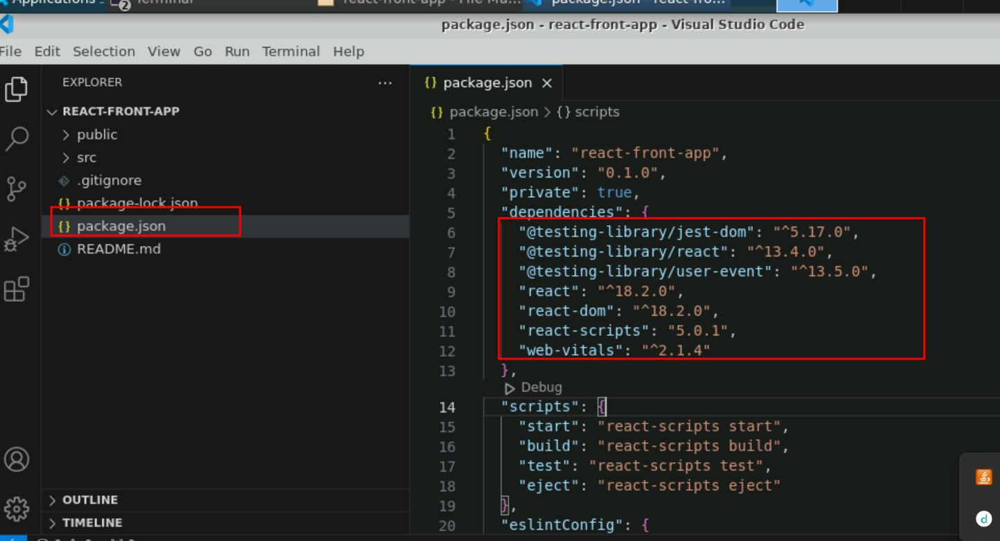 Applications
2
Terminal
react-front-app - File Ma...
package.json - react-fro...
package.json - react-front-app - Visual Studio Code
File Edit Selection View Go Run Terminal Help
EXPLORER
...
REACT-FRONT-APP
public
src
.gitignore
{} package-lock.json
{} package.json
README.md
OUTLINE
TIMELINE
{} package.json
{} package.json > {} scripts
1 {
2 "name": "react-front-app",
3 "version": "0.1.0",
4 "private": true,
5 "dependencies": {
6 "@testing-library/jest-dom": "^5.17.0",
7 "@testing-library/react": "^13.4.0",
8 "@testing-library/user-event": "^13.5.0",
9 "react": "^18.2.0",
10 "react-dom": "^18.2.0",
11 "react-scripts": "5.0.1",
12 "web-vitals": "^2.1.4"
13 },
Debug
14 "scripts": {
15 "start": "react-scripts start",
16 "build": "react-scripts build",
17 "test": "react-scripts test",
18 "eject": "react-scripts eject"
19 },
20 "eslintConfig": {
d